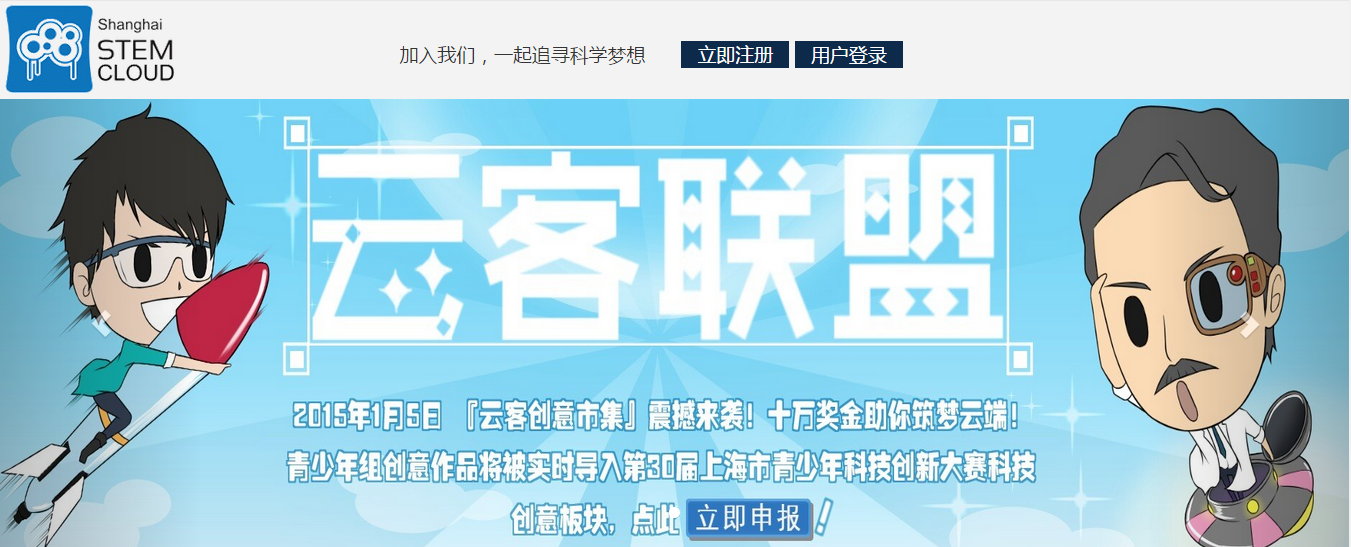 Shanghai
STEM
CLOUD
加入我们，一起追寻科学梦想 立即注册 用户登录
云客联盟
2015年1月5日 『云客创意市集』震撼来袭！十万奖金助你筑梦云端！
青少年组创意作品将被实时导入第30届上海市青少年科技创新大赛科技
创意板块，点此 立即申报！